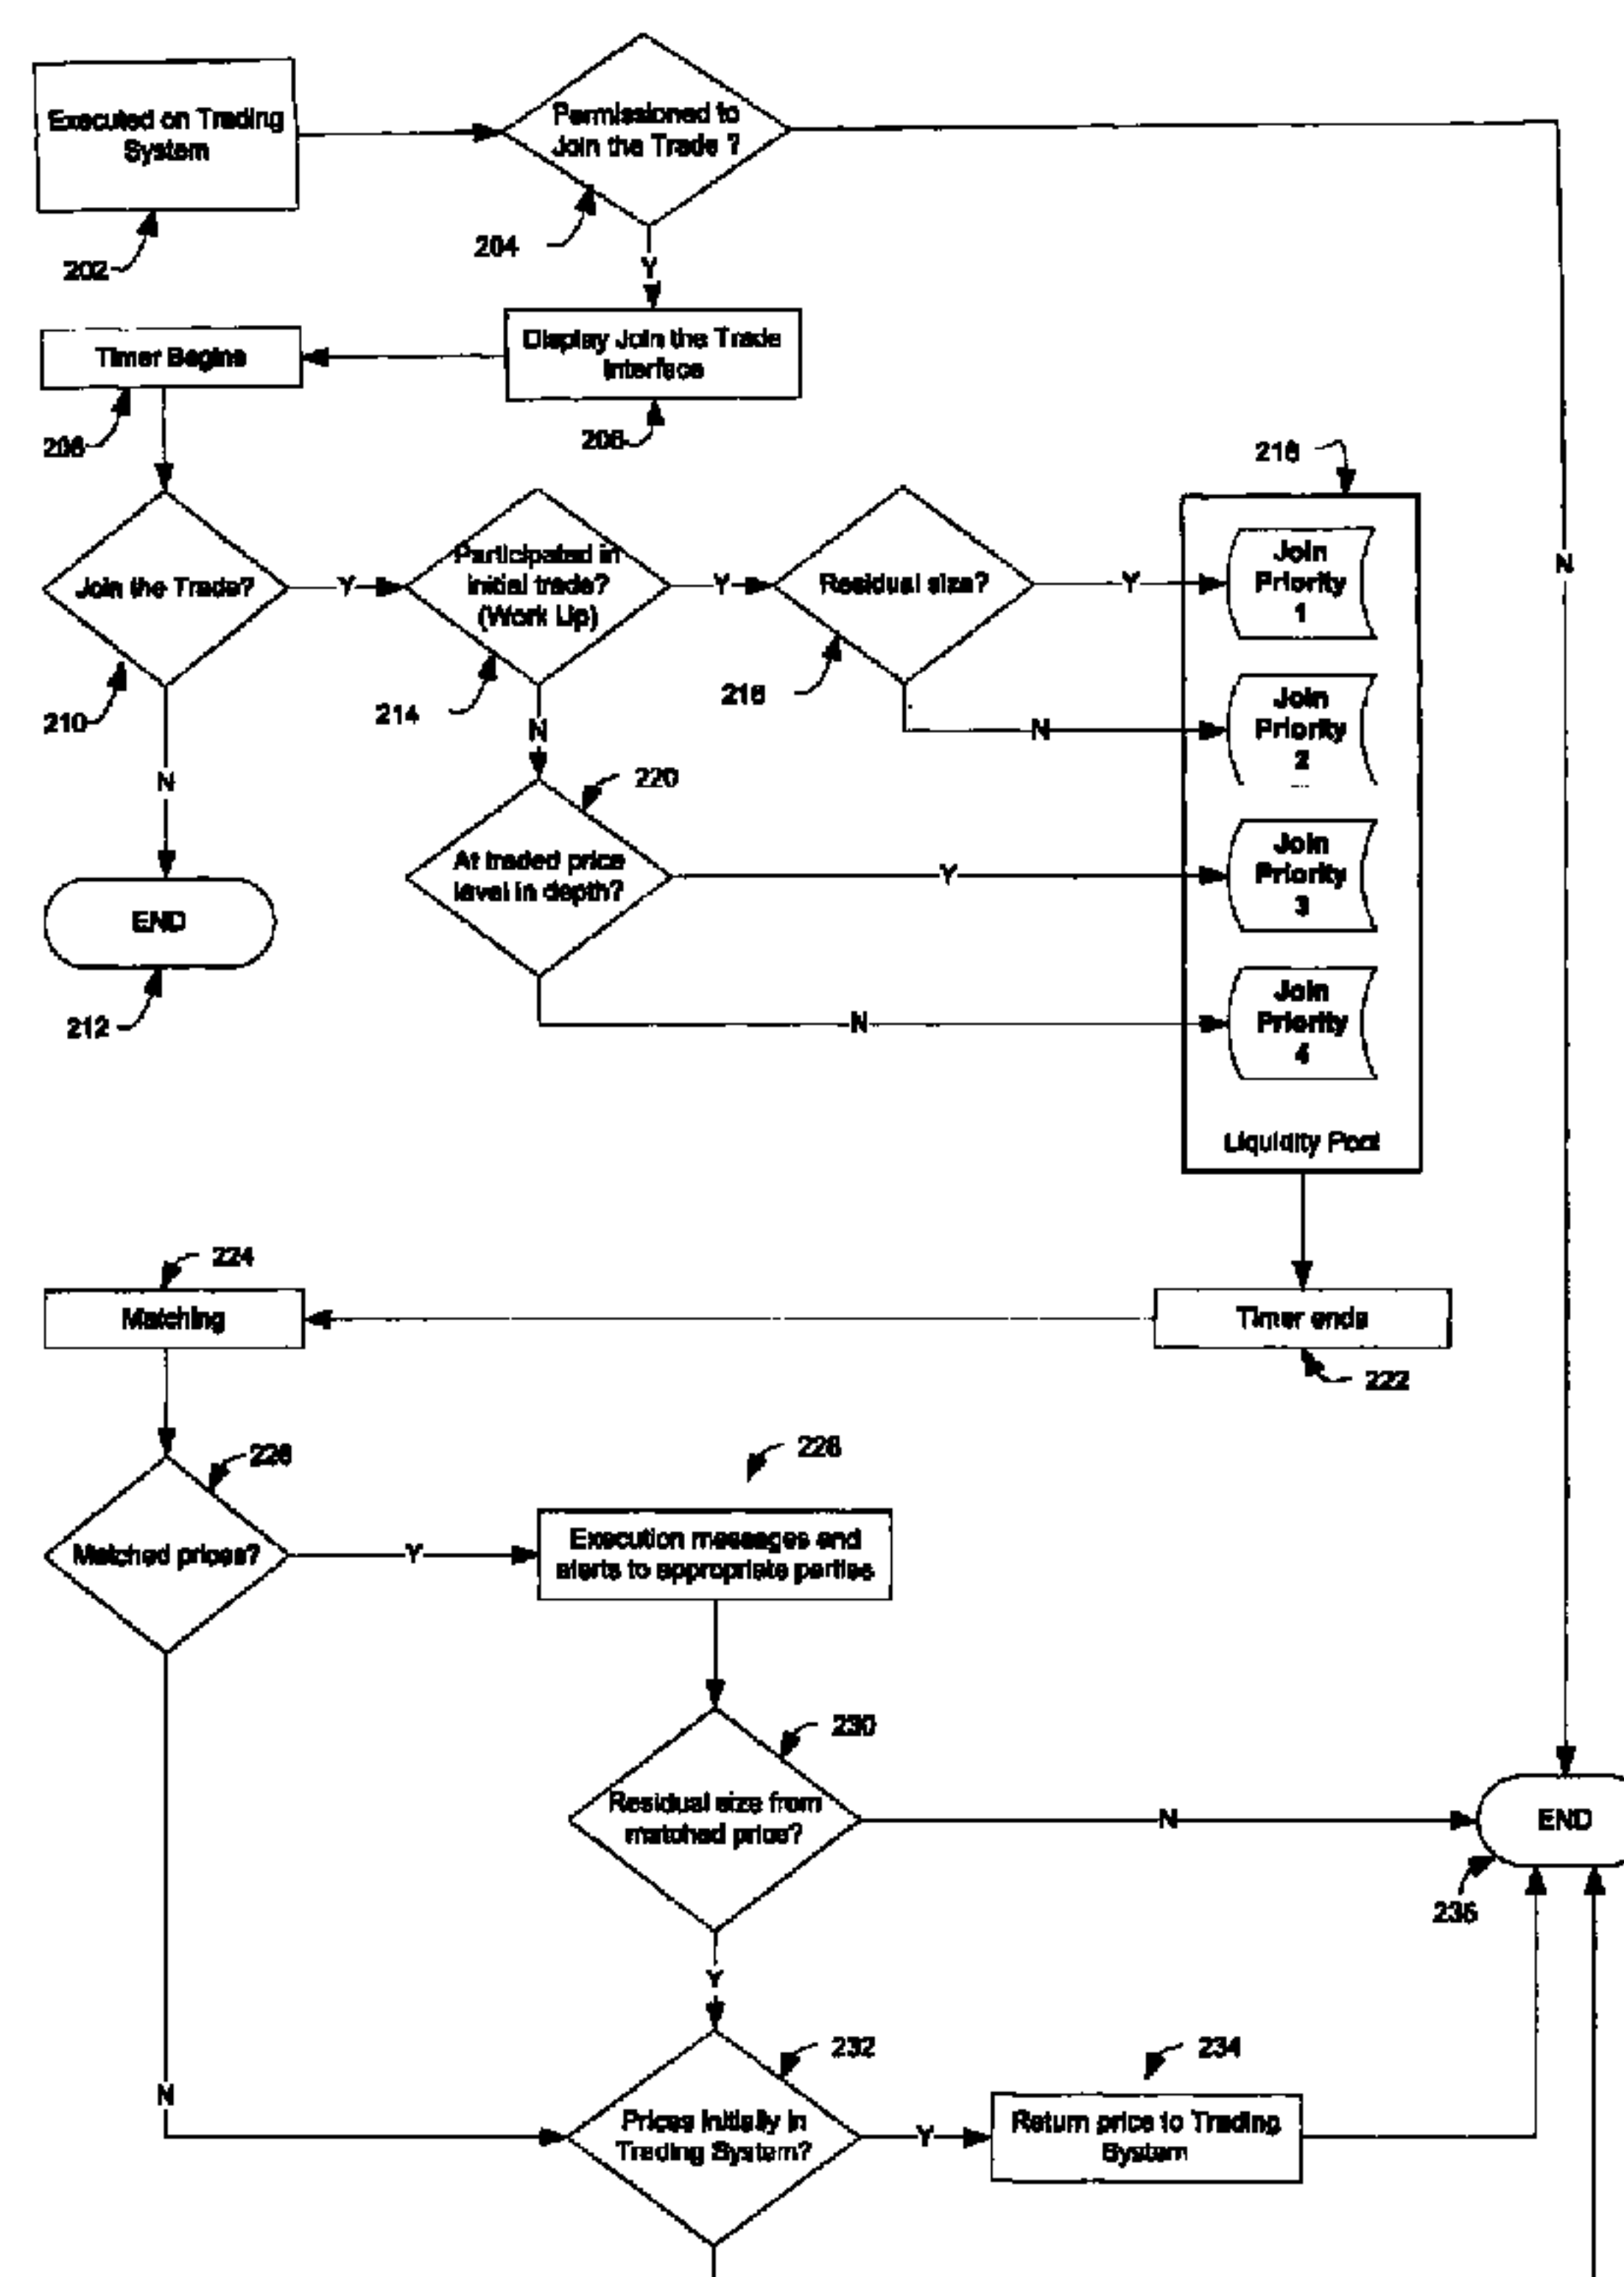 Executed on Trading
System
202
Permissioned to
Join the Trade ?
204
Y
N
Display Join the Trade
Interface
206
Timer Begins
208
Join the Trade?
210
Y
N
END
212
Participated in
initial trade?
(Work Up)
214
Y
N
Residual size?
216
Y
N
At traded price
level in depth?
220
Y
N
218
Join
Priority
1
Join
Priority
2
Join
Priority
3
Join
Priority
4
Liquidity Pool
Timer ends
222
Matching
224
Matched prices?
226
Y
N
Execution messages and
alerts to appropriate parties
228
Residual size from
matched price?
230
N
Y
Prices Initially in
Trading System?
232
Y
Return price to Trading
System
234
END
236